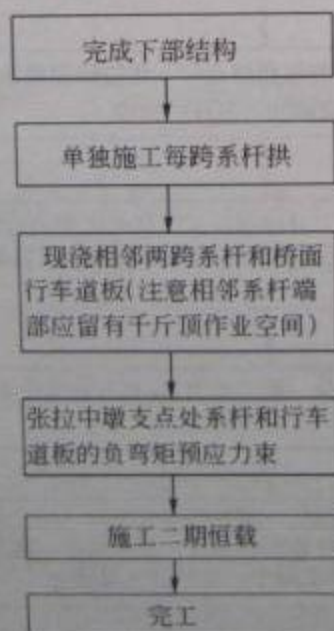 完成下部结构
单独施工每跨系杆拱
现浇相邻两跨系杆和桥面
行车道板(注意相邻系杆端
部应留有千斤顶作业空间)
张拉中墩支点处系杆和行车
道板的负弯矩预应力束
施工二期恒载
完工